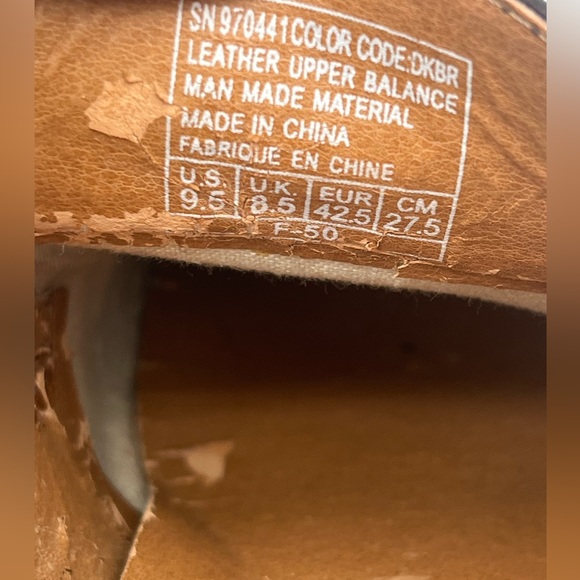 SN 970441 COLOR CODE:DKBR
LEATHER UPPER BALANCE
MAN MADE MATERIAL
MADE IN CHINA
FABRIQUE EN CHINE
U.S. U.K. EUR CM
9.5 8.5 42.5 27.5
F-50